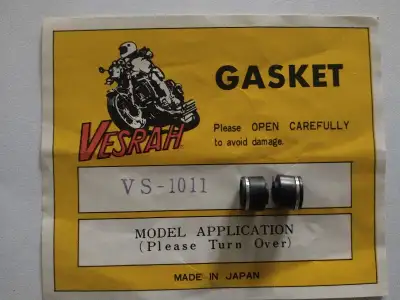 GASKET
VESRAH
Please OPEN CAREFULLY
to avoid damage.
VS-1011
MODEL APPLICATION
(Please Turn Over)
MADE IN JAPAN